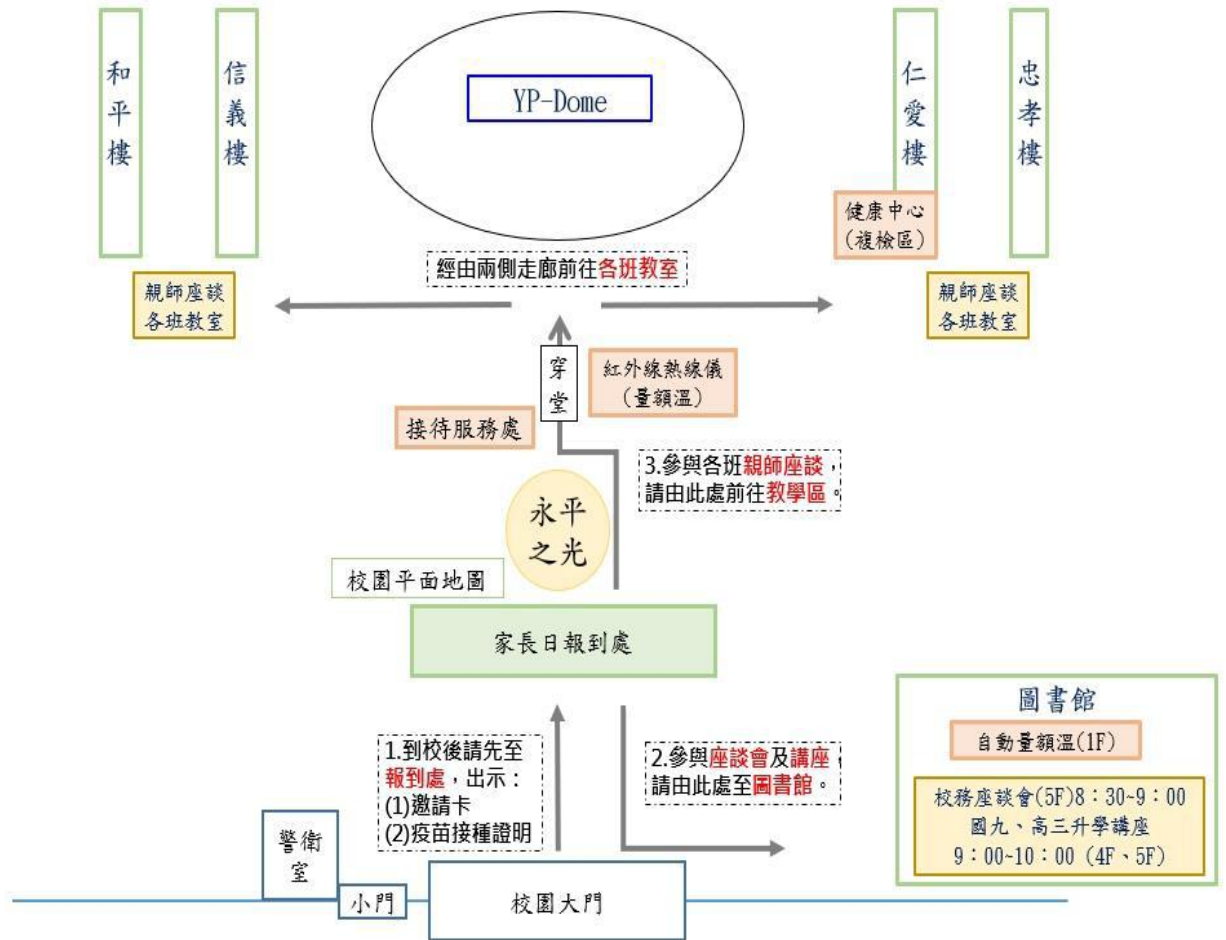 和平樓
信義樓
YP-Dome
仁愛樓
忠孝樓
健康中心
(複檢區)
經由兩側走廊前往各班教室
親師座談
各班教室
親師座談
各班教室
穿堂
紅外線熱線儀
(量額溫)
接待服務處
3.參與各班親師座談，
請由此處前往教學區。
永平
之光
校園平面地圖
家長日報到處
1.到校後請先至
報到處，出示：
(1)邀請卡
(2)疫苗接種證明
2.參與座談會及講座，
請由此處至圖書館。
圖書館
自動量額溫(1F)
校務座談會(5F)8：30~9：00
國九、高三升學講座
9：00~10：00 (4F、5F)
警衛
室
小門
校園大門